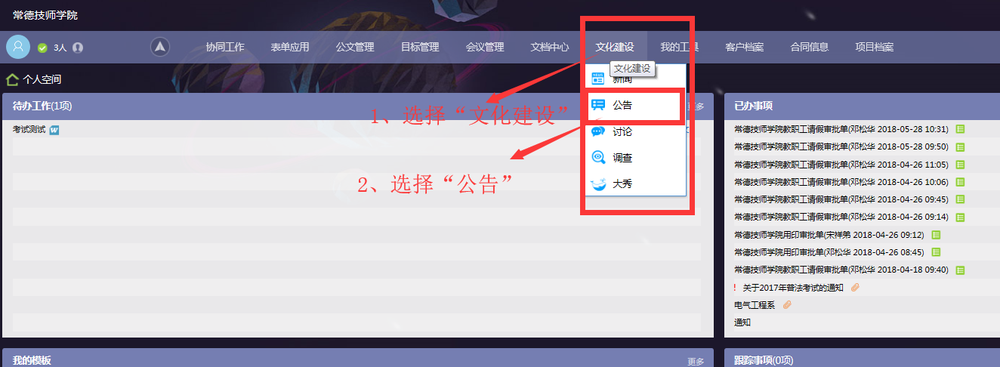 常德技师学院
3人
协同工作 表单应用 公文管理 目标管理 会议管理 文档中心 文化建设 我的工具 客户档案 合同信息 项目档案
文化建设
个人空间
新闻
公告
讨论
调查
大秀
待办工作(1项)
更多
考试测试
1、选择“文化建设”
2、选择“公告”
已办事项
常德技师学院教职工请假审批单(邓松华 2018-05-28 10:31)
常德技师学院教职工请假审批单(邓松华 2018-05-28 09:50)
常德技师学院教职工请假审批单(邓松华 2018-04-26 11:05)
常德技师学院教职工请假审批单(邓松华 2018-04-26 10:06)
常德技师学院教职工请假审批单(邓松华 2018-04-26 09:45)
常德技师学院教职工请假审批单(邓松华 2018-04-26 09:14)
常德技师学院用印审批单(宋祥弟 2018-04-26 09:12)
常德技师学院用印审批单(邓松华 2018-04-26 08:45)
常德技师学院教职工请假审批单(邓松华 2018-04-18 09:40)
! 关于2017年普法考试的通知
电气工程系
通知
我的模板
更多
跟踪事项(0项)